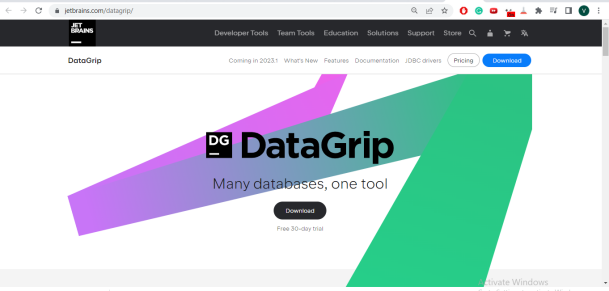 jetbrains.com/datagrip/
V
JET
BRAINS
Developer Tools Team Tools Education Solutions Support Store
DataGrip Coming in 2023.1 What's New Features Documentation JDBC drivers Pricing Download
DG DataGrip
Many databases, one tool
Download
Free 30-day trial
Activate Windows